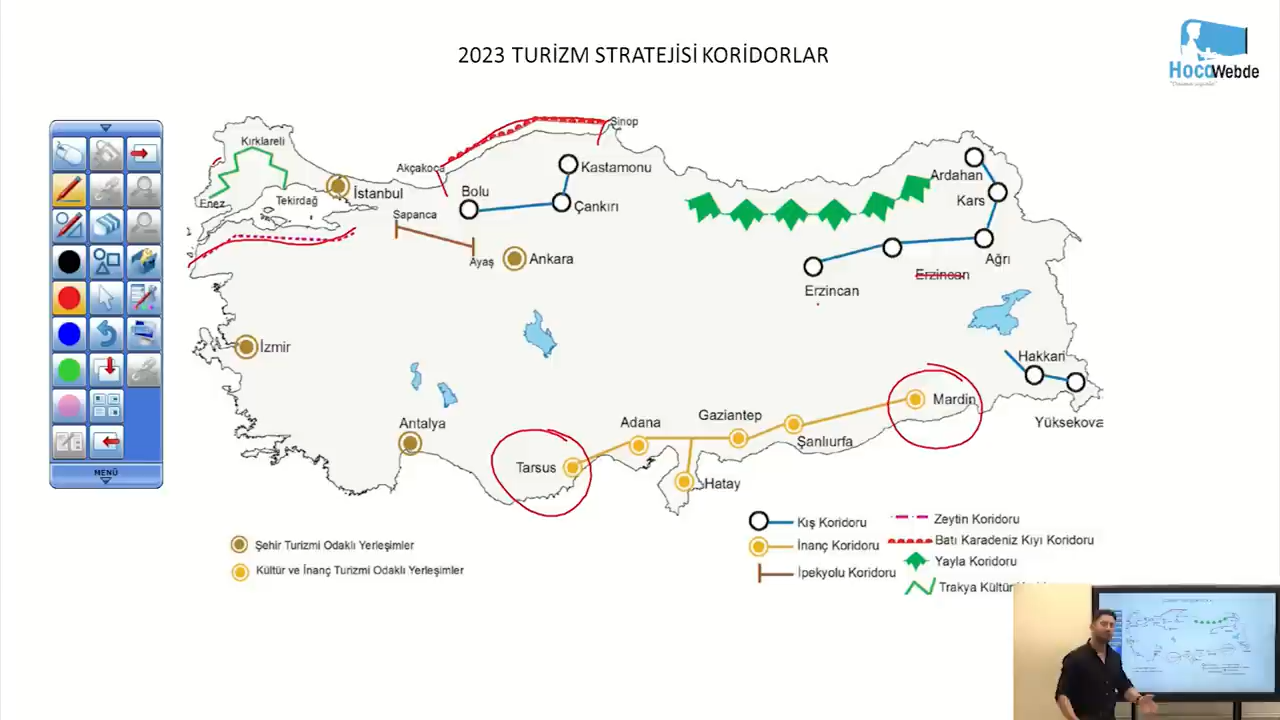 2023 TURİZM STRATEJİSİ KORİDORLAR
HocaWebde
Sinop
Kırklareli
Akçakoca
Kastamonu
Ardahan
Enez
Tekirdağ
İstanbul
Bolu
Çankırı
Kars
Sapanca
Ayaş
Ankara
Ağrı
Erzincan
Erzincan
İzmir
Hakkari
Yüksekova
Antalya
Adana
Gaziantep
Mardin
Şanlıurfa
Tarsus
Hatay
MENÜ
Kış Koridoru
Zeytin Koridoru
İnanç Koridoru
Batı Karadeniz Kıyı Koridoru
İpekyolu Koridoru
Yayla Koridoru
Trakya Kültür
Şehir Turizmi Odaklı Yerleşimler
Kültür ve İnanç Turizmi Odaklı Yerleşimler